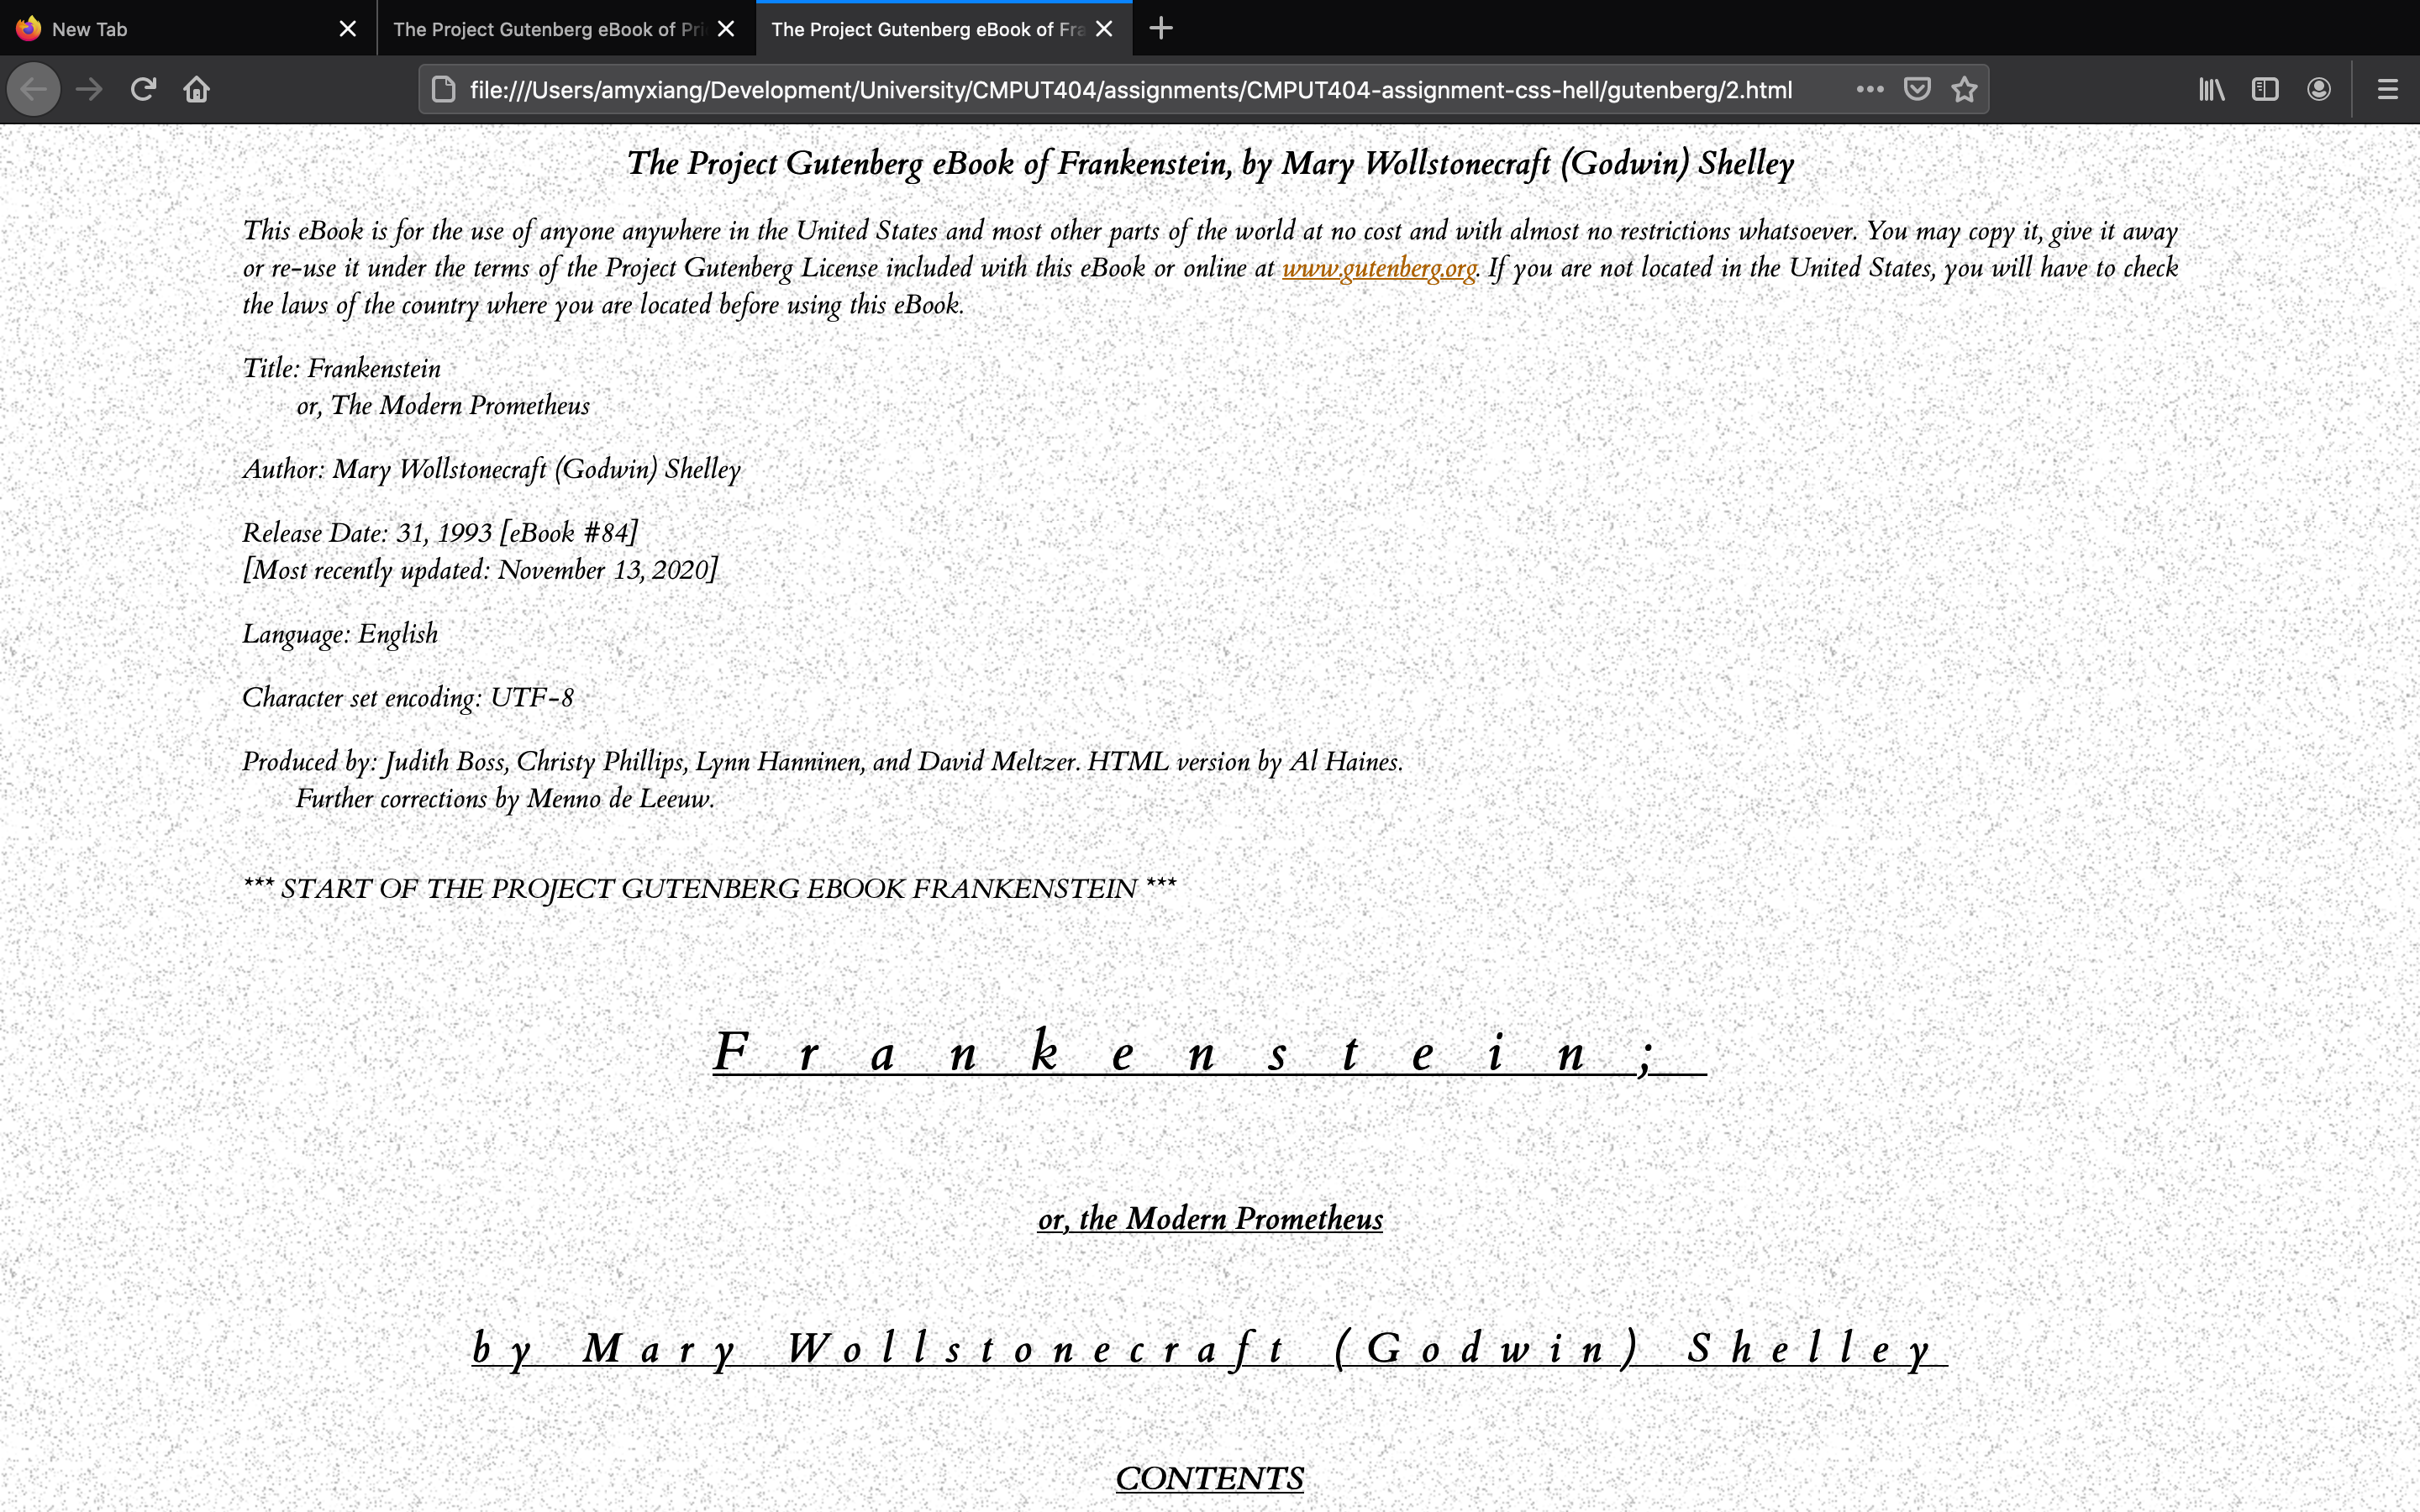 New Tab
The Project Gutenberg eBook of Pri
The Project Gutenberg eBook of Fra
file:///Users/amyxiang/Development/University/CMPUT404/assignments/CMPUT404-assignment-css-hell/gutenberg/2.html
The Project Gutenberg eBook of Frankenstein, by Mary Wollstonecraft (Godwin) Shelley
This eBook is for the use of anyone anywhere in the United States and most other parts of the world at no cost and with almost no restrictions whatsoever. You may copy it, give it away
or re-use it under the terms of the Project Gutenberg License included with this eBook or online at www.gutenberg.org. If you are not located in the United States, you will have to check
the laws of the country where you are located before using this eBook.
Title: Frankenstein
or, The Modern Prometheus
Author: Mary Wollstonecraft (Godwin) Shelley
Release Date: 31, 1993 [eBook #84]
[Most recently updated: November 13, 2020]
Language: English
Character set encoding: UTF-8
Produced by: Judith Boss, Christy Phillips, Lynn Hanninen, and David Meltzer. HTML version by Al Haines.
Further corrections by Menno de Leeuw.
*** START OF THE PROJECT GUTENBERG EBOOK FRANKENSTEIN ***
Frankenstein;
or, the Modern Prometheus
by Mary Wollstonecraft (Godwin) Shelley
CONTENTS